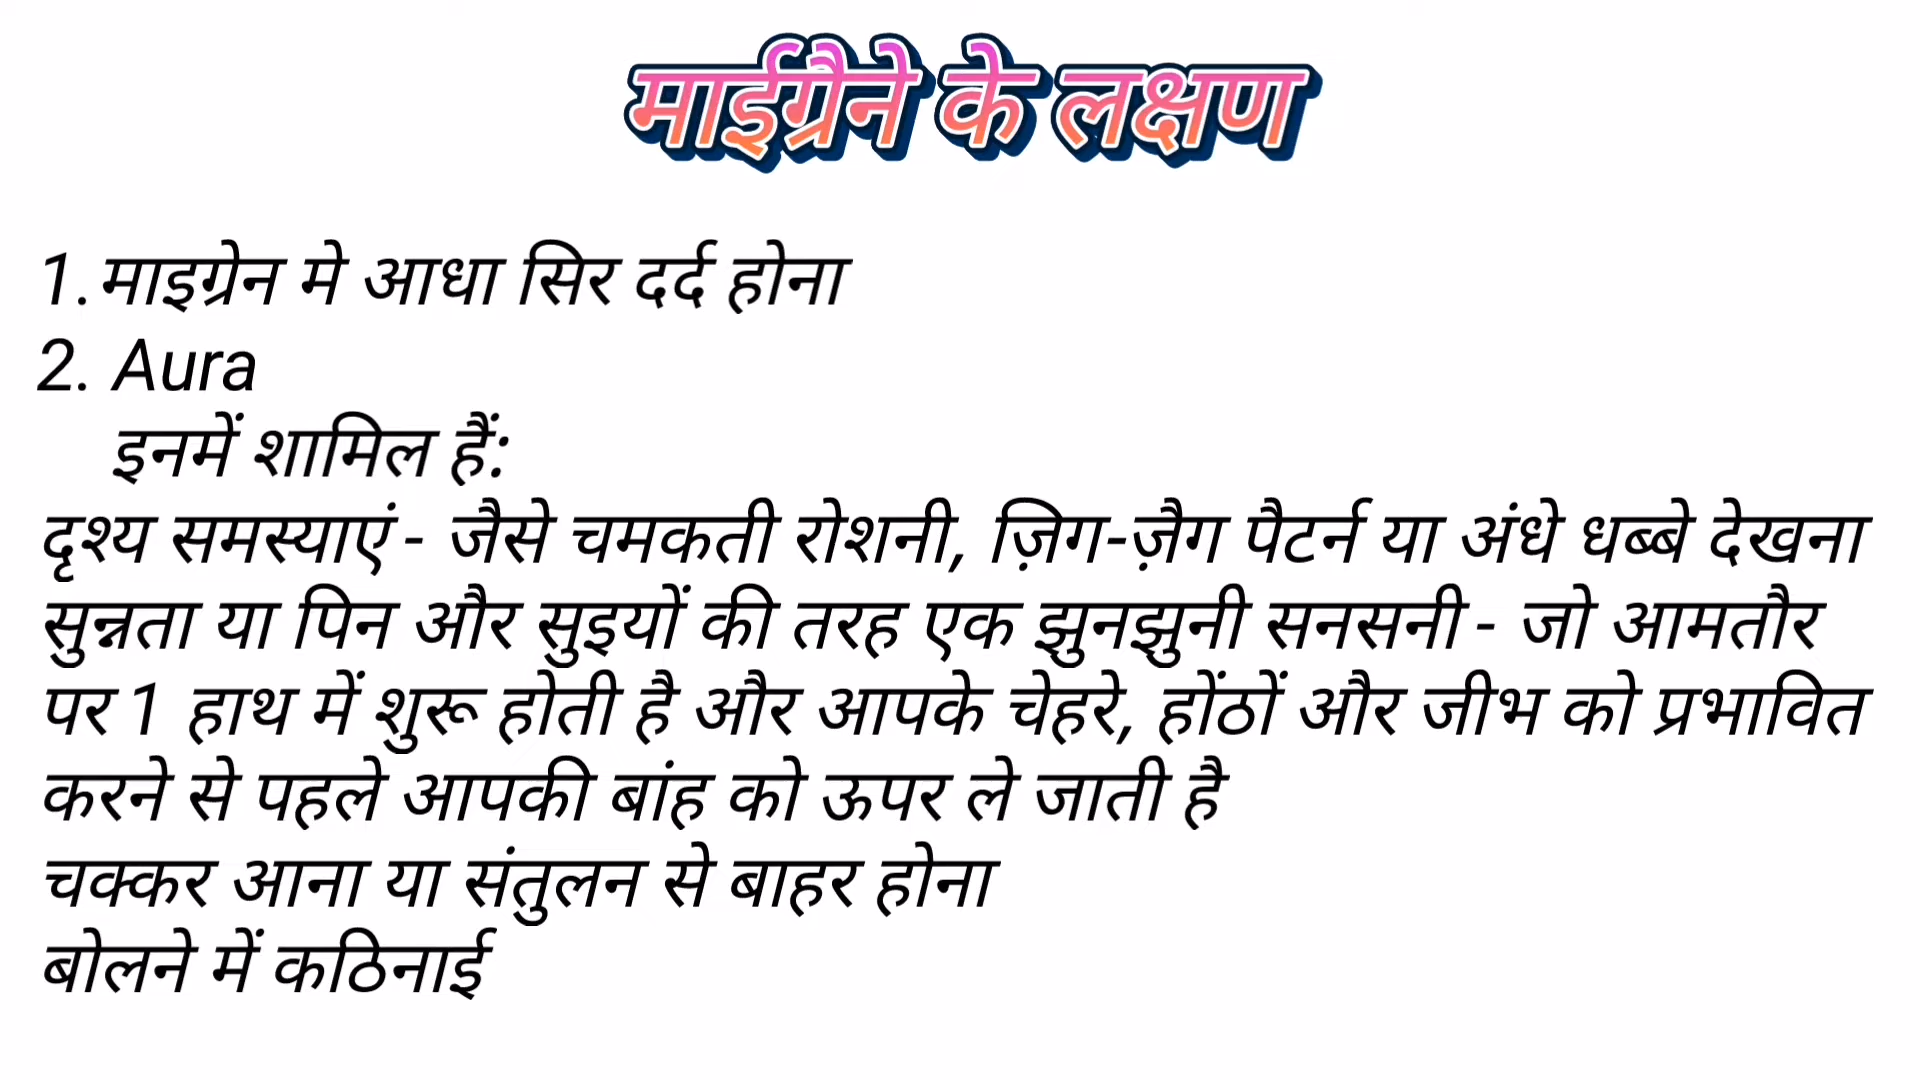 माईग्रैने के लक्षण
1.माइग्रेन मे आधा सिर दर्द होना
2. Aura
इनमें शामिल हैं:
दृश्य समस्याएं - जैसे चमकती रोशनी, ज़िग-ज़ैग पैटर्न या अंधे धब्बे देखना
सुन्नता या पिन और सुइयों की तरह एक झुनझुनी सनसनी - जो आमतौर
पर 1 हाथ में शुरू होती है और आपके चेहरे, होंठों और जीभ को प्रभावित
करने से पहले आपकी बांह को ऊपर ले जाती है
चक्कर आना या संतुलन से बाहर होना
बोलने में कठिनाई